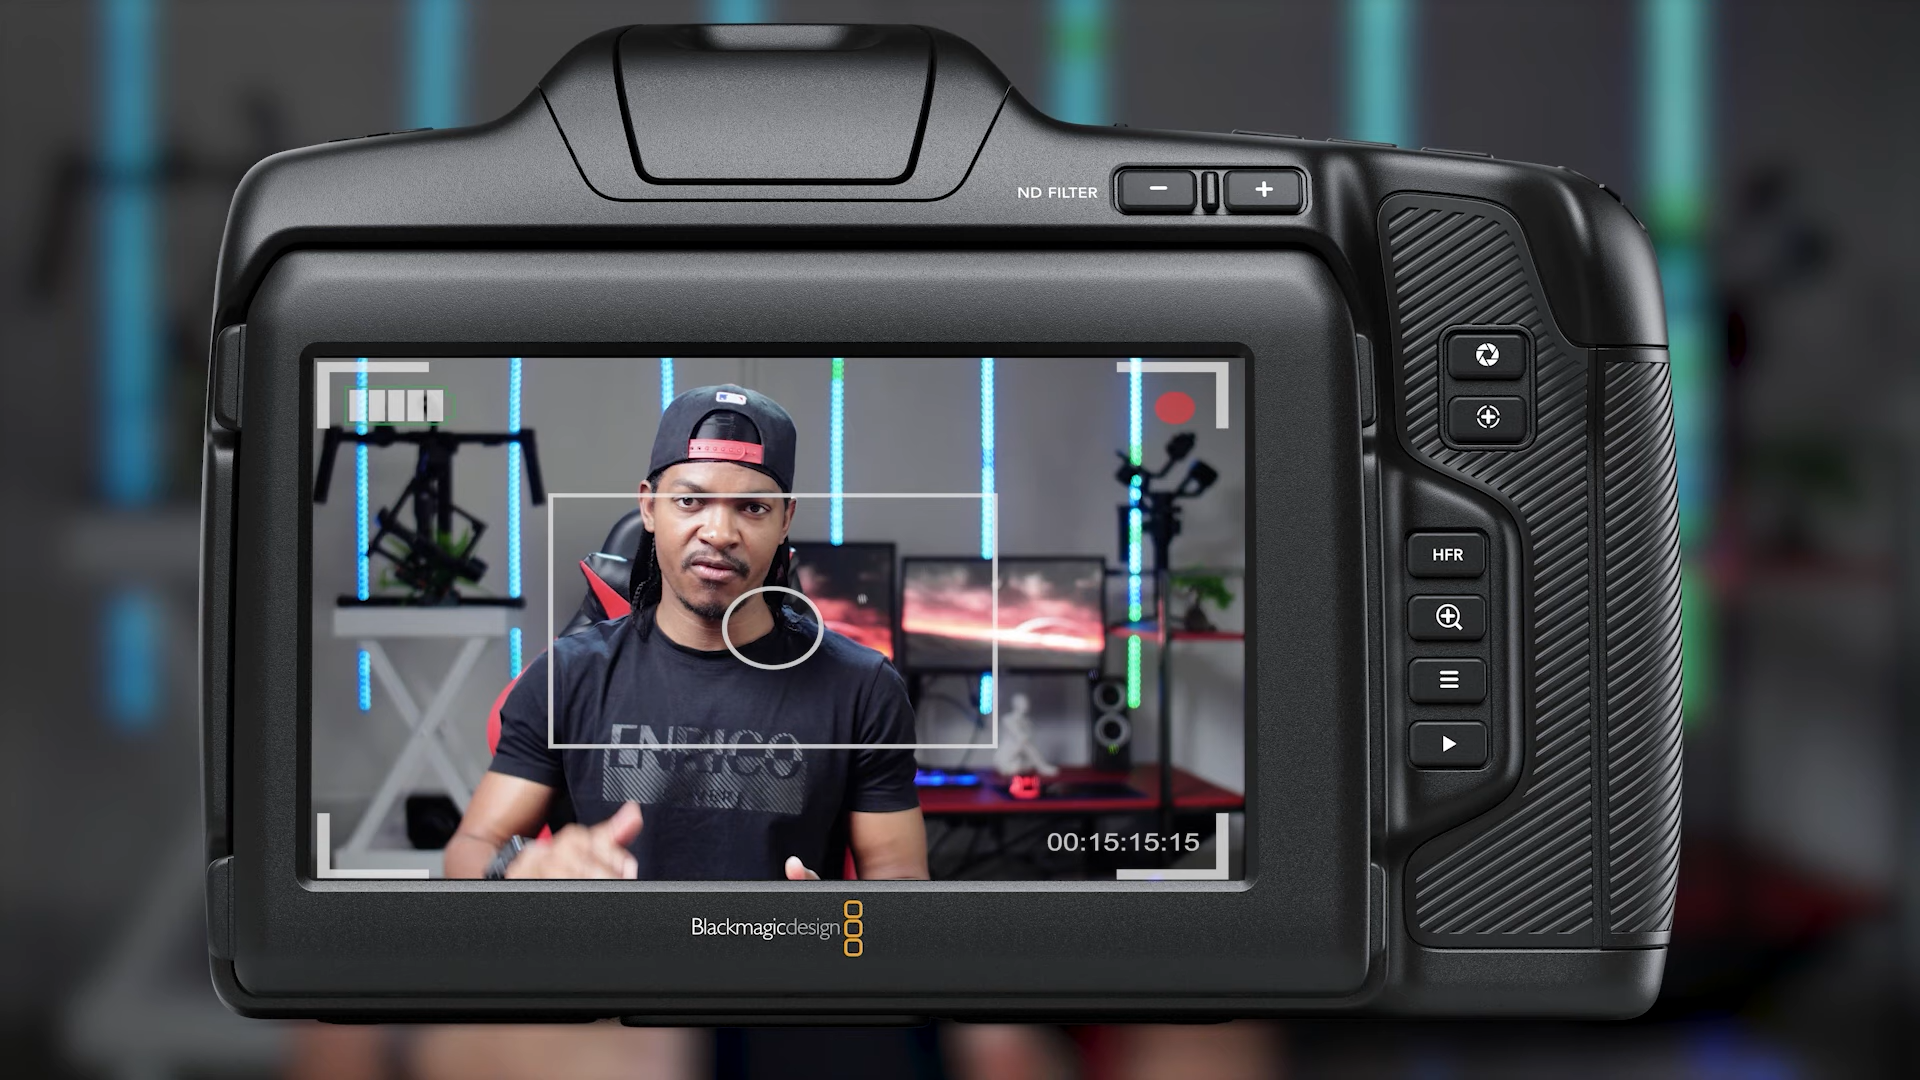 ND FILTER
HFR
ENRICO
00:15:15:15
Blackmagicdesign